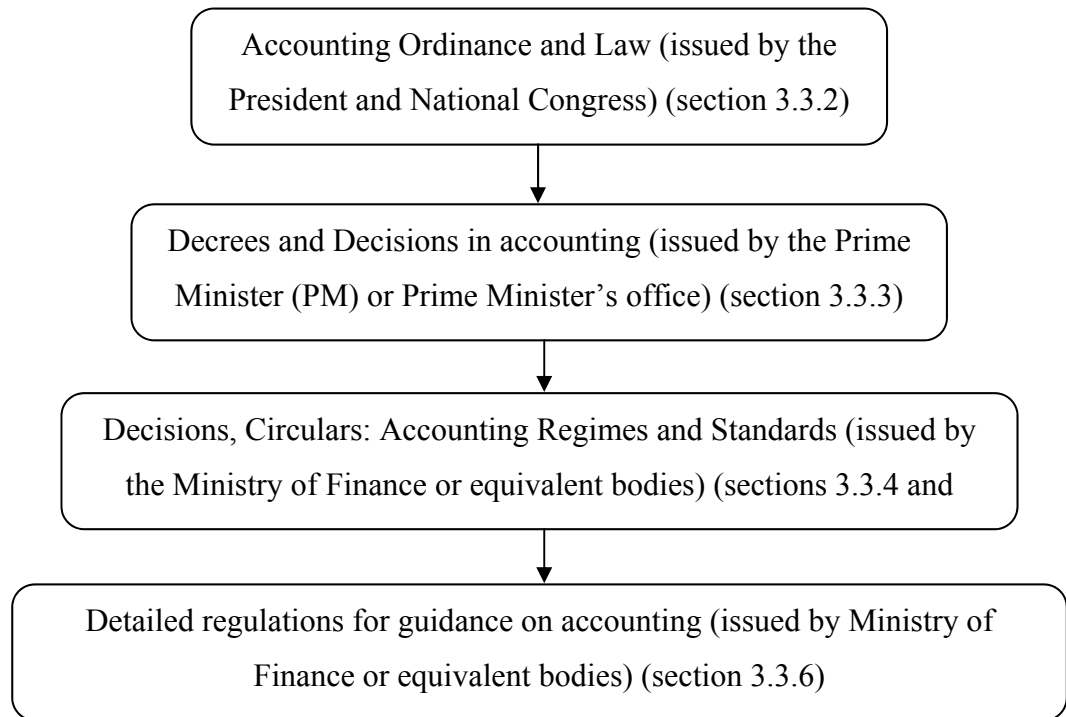 Accounting Ordinance and Law (issued by the
President and National Congress) (section 3.3.2)
Decrees and Decisions in accounting (issued by the Prime
Minister (PM) or Prime Minister’s office) (section 3.3.3)
Decisions, Circulars: Accounting Regimes and Standards (issued by
the Ministry of Finance or equivalent bodies) (sections 3.3.4 and
Detailed regulations for guidance on accounting (issued by Ministry of
Finance or equivalent bodies) (section 3.3.6)